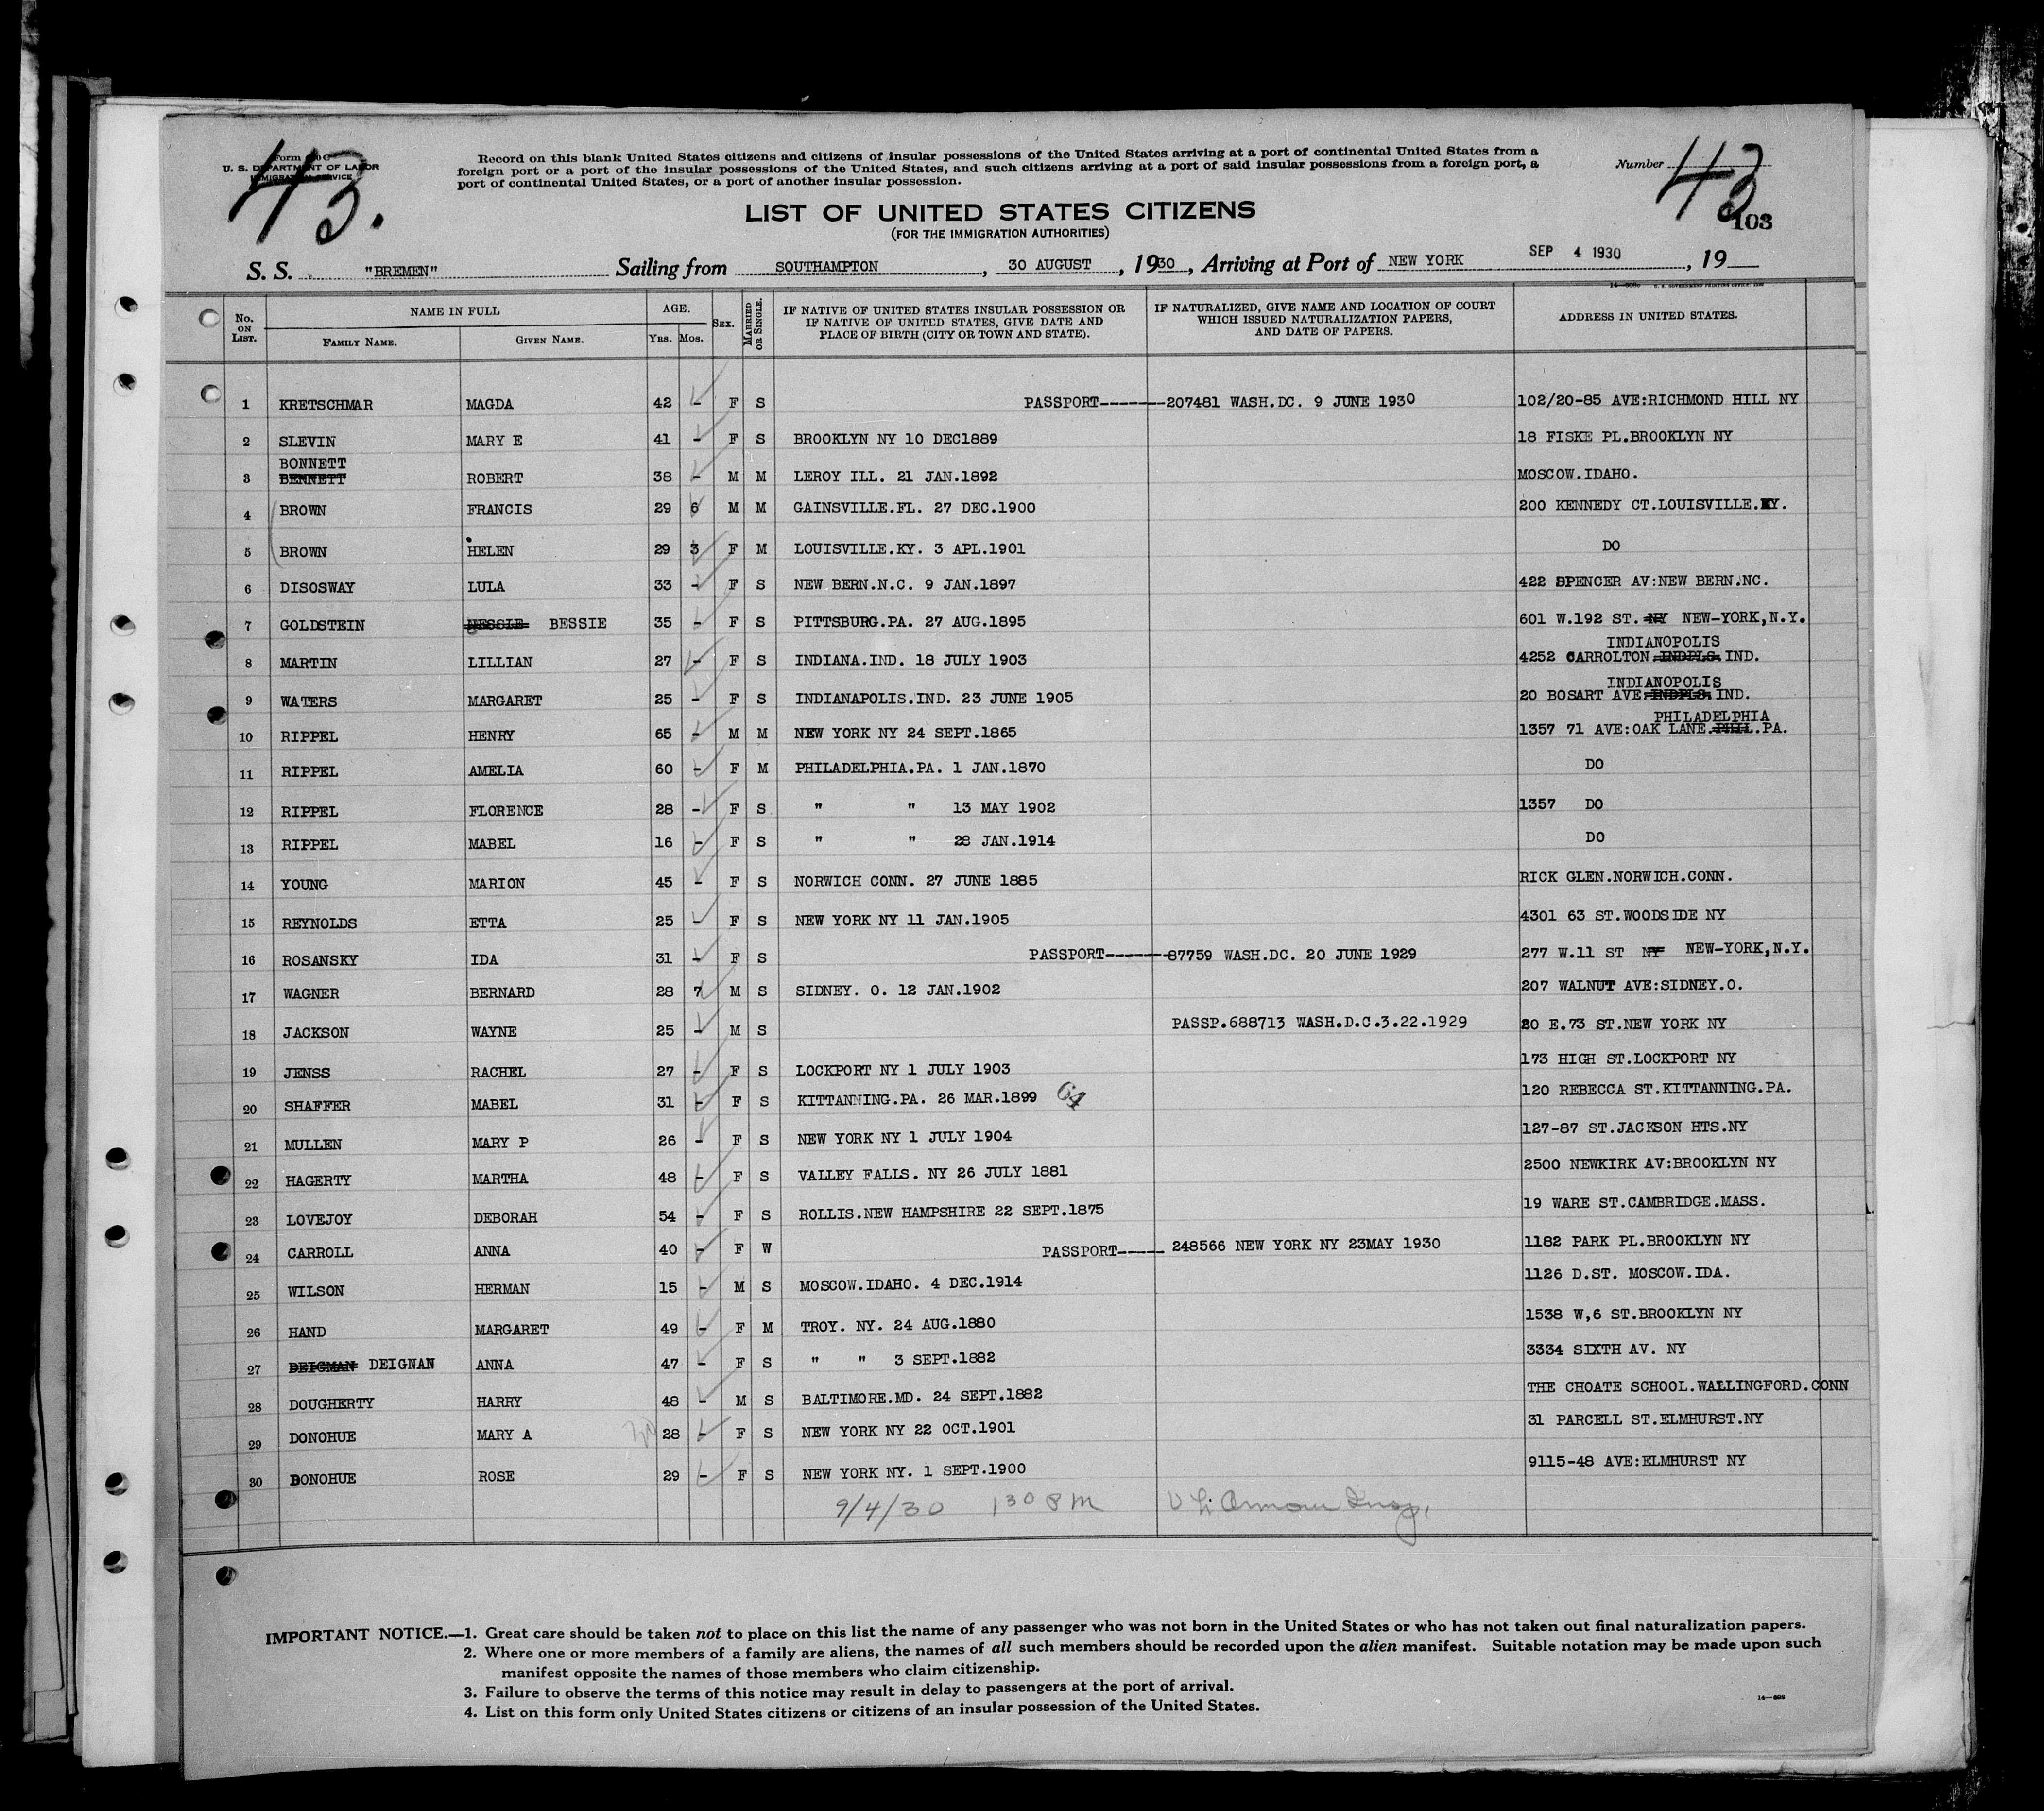 43.
Form 630 C
U. S. DEPARTMENT OF LABOR
IMMIGRATION SERVICE
Record on this blank United States citizens and citizens of insular possessions of the United States arriving at a port of continental United States from a
foreign port or a port of the insular possessions of the United States, and such citizens arriving at a port of said insular possessions from a foreign port, a
port of continental United States, or a port of another insular possession.
Number 43
103
LIST OF UNITED STATES CITIZENS
(FOR THE IMMIGRATION AUTHORITIES)
S. S. "BREMEN" Sailing from SOUTHAMPTON, 30 AUGUST, 1930, Arriving at Port of NEW YORK SEP 4 1930, 19
No. ON LIST. NAME IN FULL FAMILY NAME. GIVEN NAME. AGE. Yrs. Mos. SEX. MARRIED OR SINGLE. IF NATIVE OF UNITED STATES INSULAR POSSESSION OR IF NATIVE OF UNITED STATES, GIVE DATE AND PLACE OF BIRTH (CITY OR TOWN AND STATE). IF NATURALIZED, GIVE NAME AND LOCATION OF COURT WHICH ISSUED NATURALIZATION PAPERS, AND DATE OF PAPERS. ADDRESS IN UNITED STATES.
1 KRETSCHMAR MAGDA 42 - F S PASSPORT-------207481 WASH.DC. 9 JUNE 1930 102/20-85 AVE:RICHMOND HILL NY
2 SLEVIN MARY E 41 - F S BROOKLYN NY 10 DEC1889 18 FISKE PL.BROOKLYN NY
BONNETT
3 BENNETT ROBERT 38 - M M LEROY ILL. 21 JAN.1892 MOSCOW.IDAHO.
4 BROWN FRANCIS 29 6 M M GAINSVILLE.FL. 27 DEC.1900 200 KENNEDY CT.LOUISVILLE.KY.
5 BROWN HELEN 29 3 F M LOUISVILLE.KY. 3 APL.1901 DO
6 DISOSWAY LULA 33 - F S NEW BERN.N.C. 9 JAN.1897 422 SPENCER AV:NEW BERN.NC.
7 GOLDSTEIN NESSIE BESSIE 35 - F S PITTSBURG.PA. 27 AUG.1895 601 W.192 ST. NY NEW-YORK,N.Y.
INDIANOPOLIS
8 MARTIN LILLIAN 27 - F S INDIANA.IND. 18 JULY 1903 4252 CARROLTON.INDPLS.IND.
INDIANOPOLIS
9 WATERS MARGARET 25 - F S INDIANAPOLIS.IND. 23 JUNE 1905 20 BOSART AVE:INDPLS.IND.
PHILADELPHIA
10 RIPPEL HENRY 65 - M M NEW YORK NY 24 SEPT.1865 1357 71 AVE:OAK LANE.PHIL.PA.
11 RIPPEL AMELIA 60 - F M PHILADELPHIA.PA. 1 JAN.1870 DO
12 RIPPEL FLORENCE 28 - F S " " 13 MAY 1902 1357 DO
13 RIPPEL MABEL 16 - F S " " 28 JAN.1914 DO
14 YOUNG MARION 45 - F S NORWICH CONN. 27 JUNE 1885 RICK GLEN.NORWICH.CONN.
15 REYNOLDS ETTA 25 - F S NEW YORK NY 11 JAN.1905 4301 63 ST.WOODSIDE NY
16 ROSANSKY IDA 31 - F S PASSPORT-------87759 WASH.DC. 20 JUNE 1929 277 W.11 ST NY NEW-YORK,N.Y.
17 WAGNER BERNARD 28 7 M S SIDNEY. O. 12 JAN.1902 207 WALNUT AVE:SIDNEY.O.
18 JACKSON WAYNE 25 - M S PASSP.688713 WASH.D.C.3.22.1929 20 E.73 ST.NEW YORK NY
19 JENSS RACHEL 27 - F S LOCKPORT NY 1 JULY 1903 173 HIGH ST.LOCKPORT NY
20 SHAFFER MABEL 31 - F S KITTANNING.PA. 26 MAR.1899 64 120 REBECCA ST.KITTANNING.PA.
21 MULLEN MARY P 26 - F S NEW YORK NY 1 JULY 1904 127-87 ST.JACKSON HTS.NY
22 HAGERTY MARTHA 48 - F S VALLEY FALLS. NY 26 JULY 1881 2500 NEWKIRK AV:BROOKLYN NY
23 LOVEJOY DEBORAH 54 - F S ROLLIS.NEW HAMPSHIRE 22 SEPT.1875 19 WARE ST.CAMBRIDGE.MASS.
24 CARROLL ANNA 40 - F W PASSPORT----- 248566 NEW YORK NY 23MAY 1930 1182 PARK PL.BROOKLYN NY
25 WILSON HERMAN 15 - M S MOSCOW.IDAHO. 4 DEC.1914 1126 D.ST. MOSCOW.IDA.
26 HAND MARGARET 49 - F M TROY. NY. 24 AUG.1880 1538 W,6 ST.BROOKLYN NY
27 DEIGMAN DEIGNAN ANNA 47 - F S " " 3 SEPT.1882 3334 SIXTH AV. NY
28 DOUGHERTY HARRY 48 - M S BALTIMORE.MD. 24 SEPT.1882 THE CHOATE SCHOOL.WALLINGFORD.CONN
29 DONOHUE MARY A 28 - F S NEW YORK NY 22 OCT.1901 31 PARCELL ST.ELMHURST.NY
30 DONOHUE ROSE 29 - F S NEW YORK NY. 1 SEPT.1900 9115-48 AVE:ELMHURST NY
9/4/30 130 PM
IMPORTANT NOTICE.—1. Great care should be taken not to place on this list the name of any passenger who was not born in the United States or who has not taken out final naturalization papers.
2. Where one or more members of a family are aliens, the names of all such members should be recorded upon the alien manifest. Suitable notation may be made upon such
manifest opposite the names of those members who claim citizenship.
3. Failure to observe the terms of this notice may result in delay to passengers at the port of arrival.
4. List on this form only United States citizens or citizens of an insular possession of the United States.